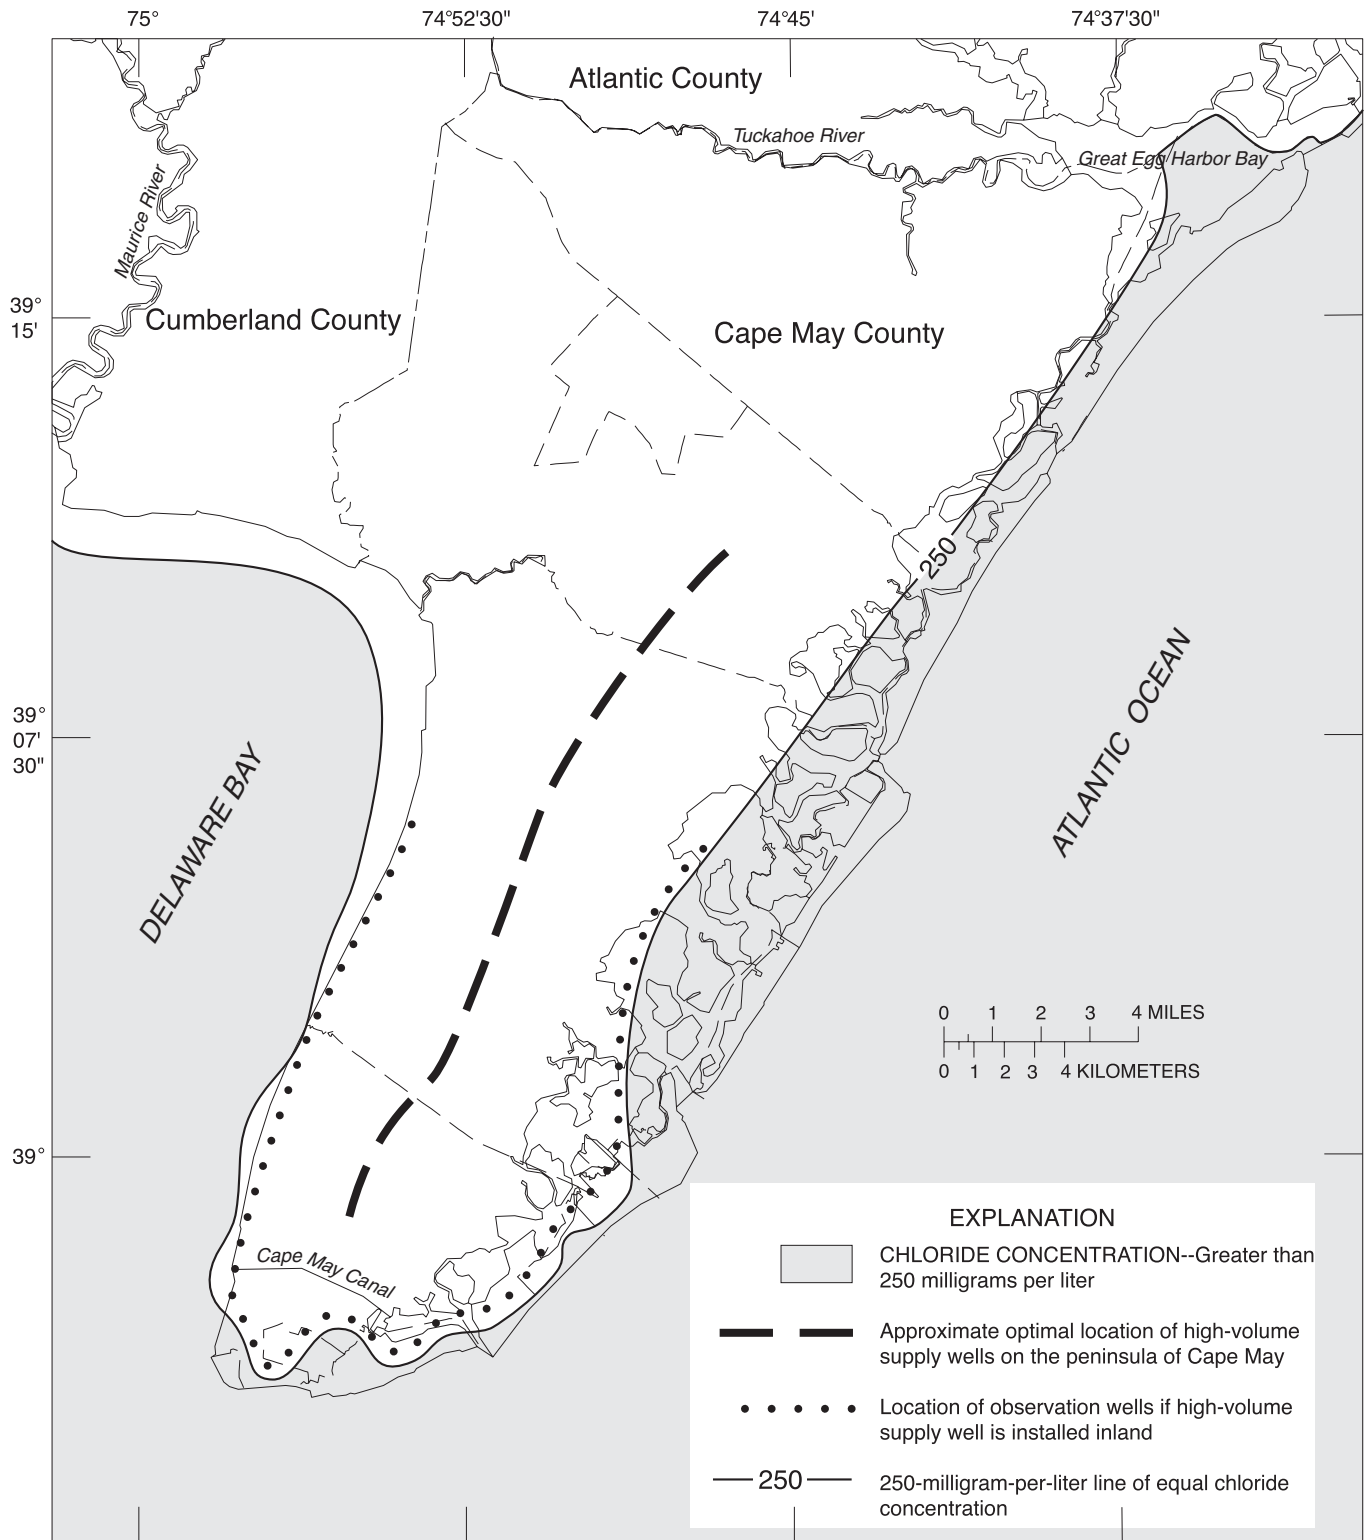 75°
74°52'30"
74°45'
74°37'30"
Atlantic County
Tuckahoe River
Great Egg Harbor Bay
Maurice River
39°
15'
Cumberland County
Cape May County
250
39°
07'
30"
DELAWARE BAY
ATLANTIC OCEAN
0 1 2 3 4 MILES
0 1 2 3 4 KILOMETERS
39°
Cape May Canal
EXPLANATION
CHLORIDE CONCENTRATION--Greater than
250 milligrams per liter
Approximate optimal location of high-volume
supply wells on the peninsula of Cape May
Location of observation wells if high-volume
supply well is installed inland
250
250-milligram-per-liter line of equal chloride
concentration